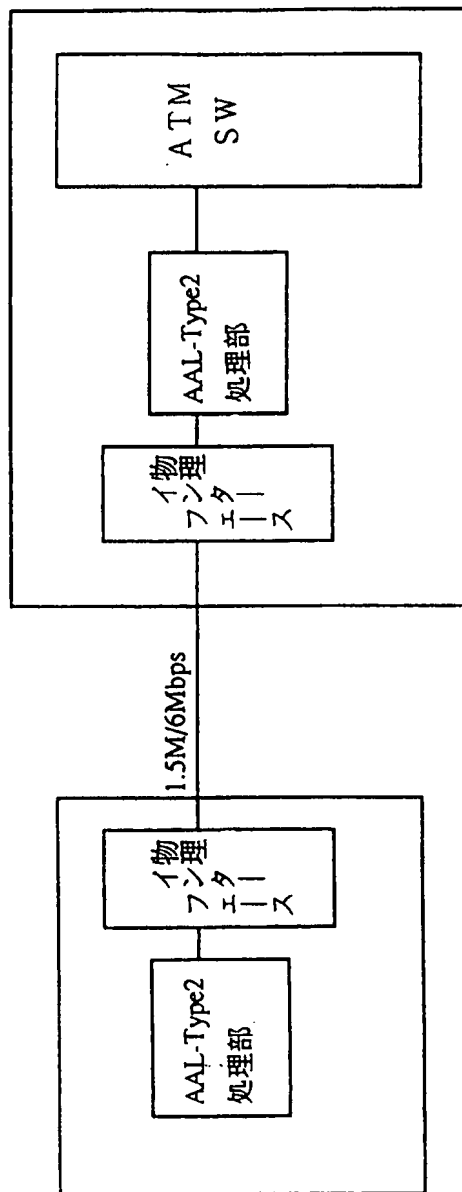 AAL-Type2
処理部
物理
インター
フェース
1.5M/6Mbps
物理
インター
フェース
AAL-Type2
処理部
ATM
SW